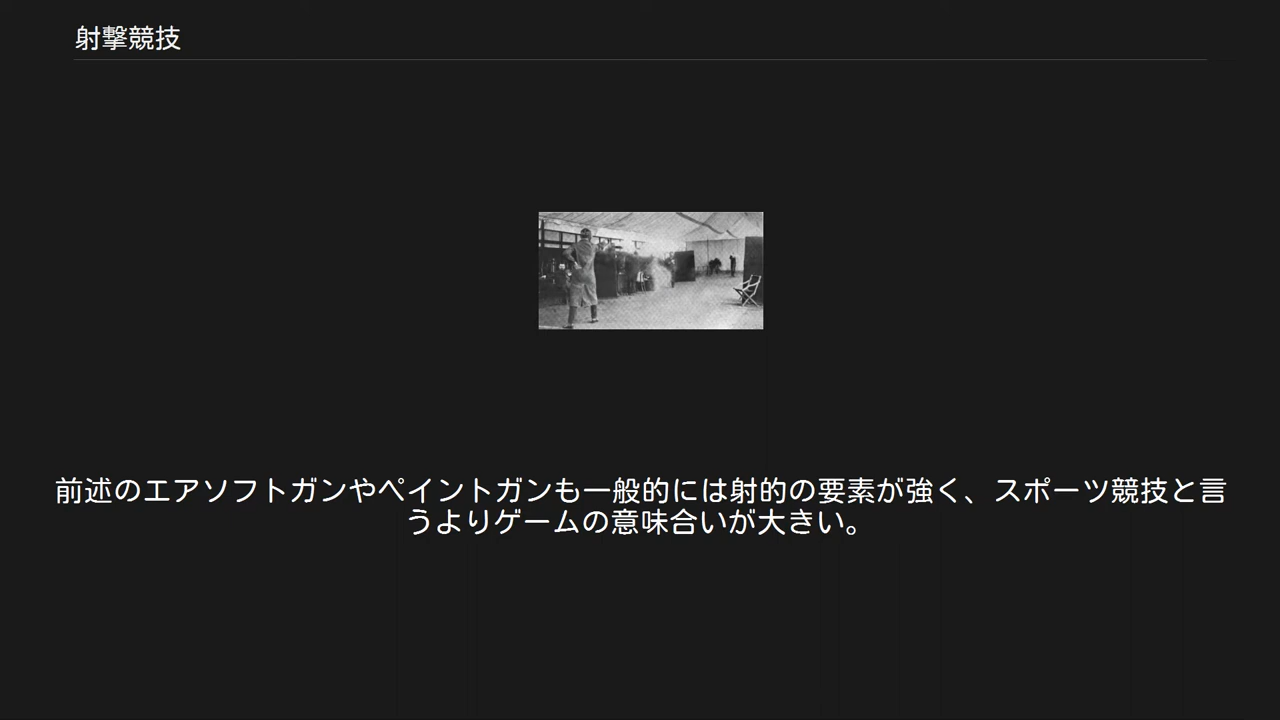 射撃競技
前述のエアソフトガンやペイントガンも一般的には射的の要素が強く、スポーツ競技と言
うよりゲームの意味合いが大きい。